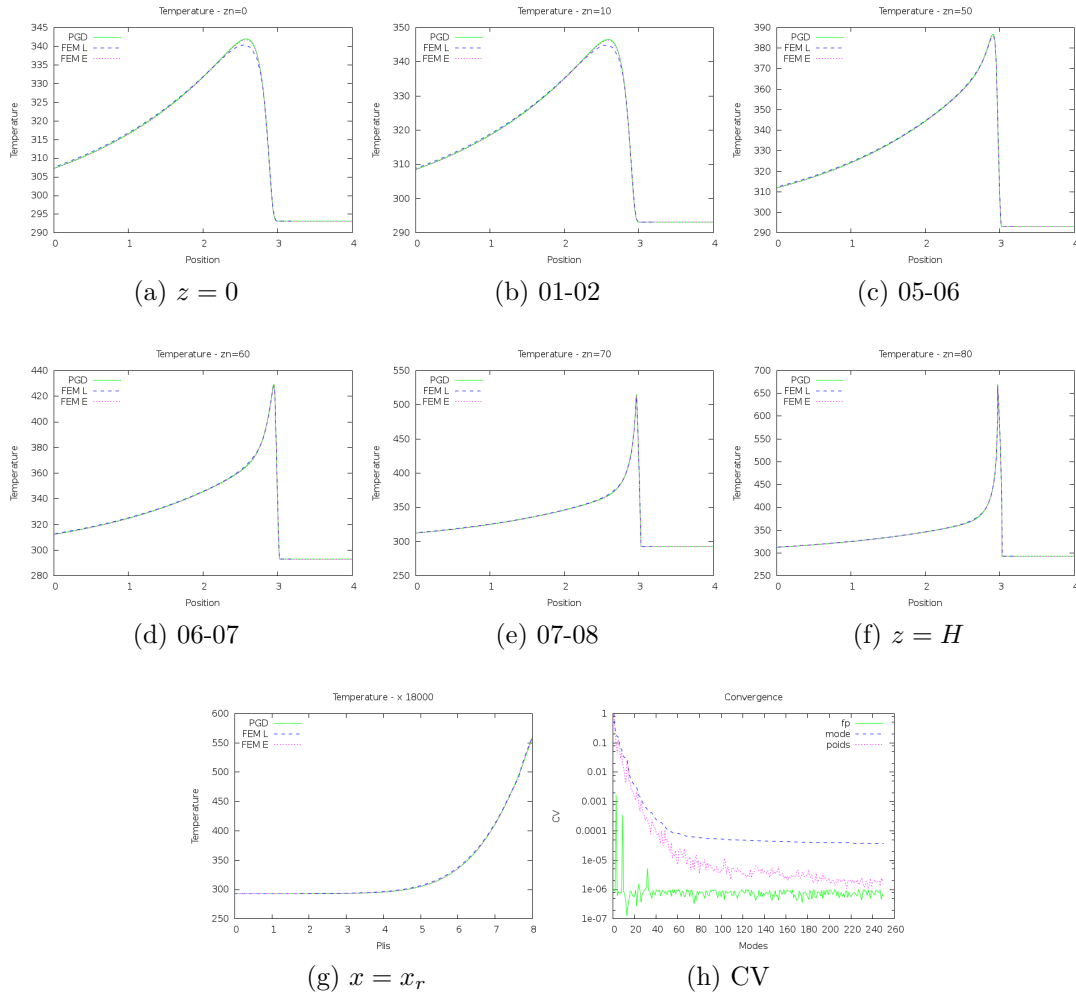 Temperature - zn=0
345
340
335
330
325
320
315
310
305
300
295
290
0
1
2
3
4
Temperature
Position
PGD
FEM L
FEM E
(a) z = 0
Temperature - zn=10
350
340
330
320
310
300
290
0
1
2
3
4
Temperature
Position
PGD
FEM L
FEM E
(b) 01-02
Temperature - zn=50
390
380
370
360
350
340
330
320
310
300
290
0
1
2
3
4
Temperature
Position
PGD
FEM L
FEM E
(c) 05-06
Temperature - zn=60
440
420
400
380
360
340
320
300
280
0
1
2
3
4
Temperature
Position
PGD
FEM L
FEM E
(d) 06-07
Temperature - zn=70
550
500
450
400
350
300
250
0
1
2
3
4
Temperature
Position
PGD
FEM L
FEM E
(e) 07-08
Temperature - zn=80
700
650
600
550
500
450
400
350
300
250
0
1
2
3
4
Temperature
Position
PGD
FEM L
FEM E
(f) z = H
Temperature - x 18000
600
550
500
450
400
350
300
250
0
1
2
3
4
5
6
7
8
Temperature
Plis
PGD
FEM L
FEM E
(g) x = x_r
Convergence
1
0.1
0.01
0.001
0.0001
1e-05
1e-06
1e-07
0
20
40
60
80
100
120
140
160
180
200
220
240
260
CV
Modes
fp
mode
poids
(h) CV